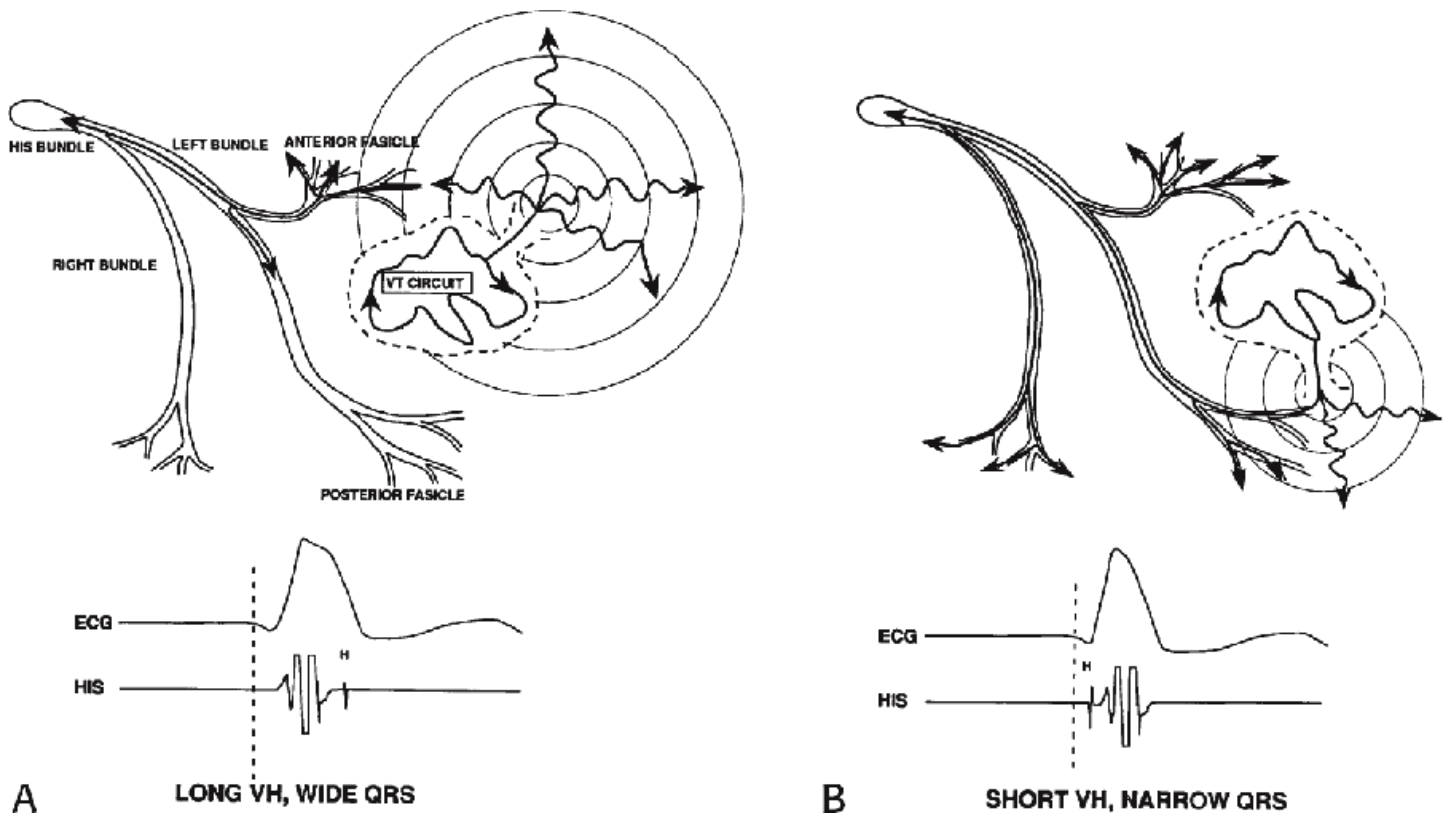 HIS BUNDLE
LEFT BUNDLE
ANTERIOR FASICLE
RIGHT BUNDLE
VT CIRCUIT
POSTERIOR FASICLE
ECG
H
HIS
A
LONG VH, WIDE QRS
ECG
H
HIS
B
SHORT VH, NARROW QRS